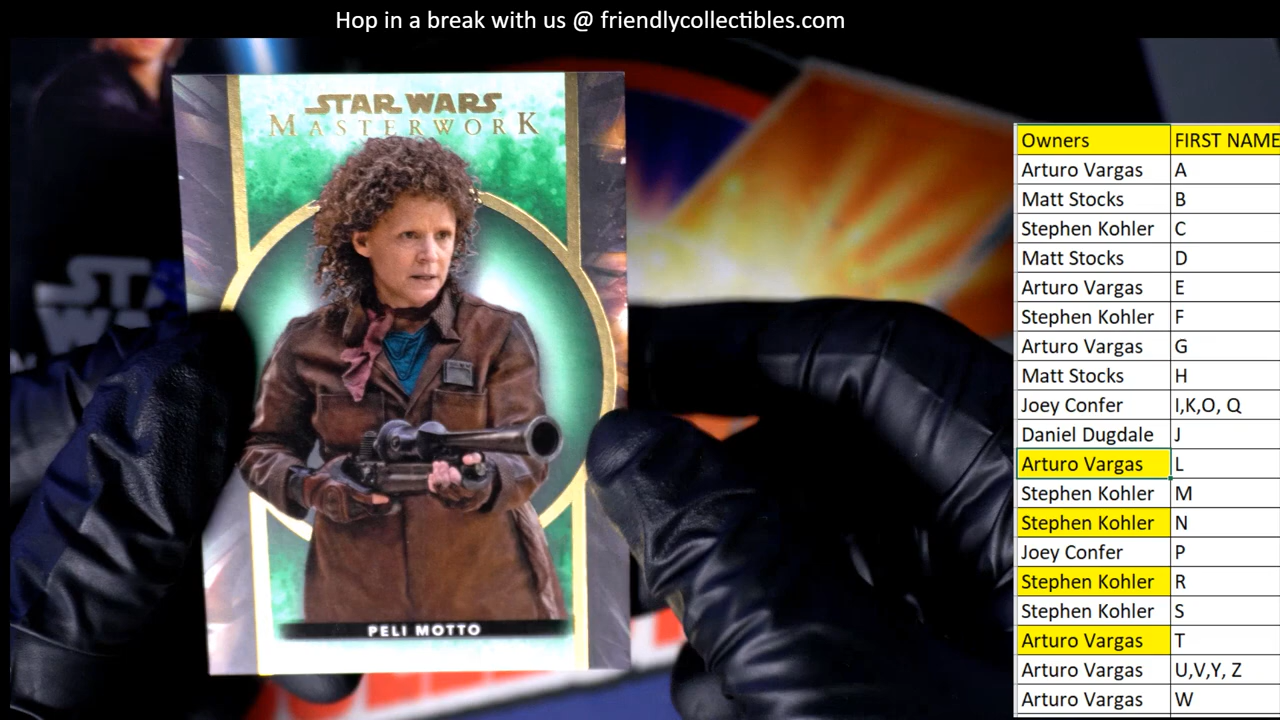 Hop in a break with us @ friendlycollectibles.com
STAR WARS
MASTERWORK
PELI MOTTO
STA
WA
Owners FIRST NAME
Arturo Vargas A
Matt Stocks B
Stephen Kohler C
Matt Stocks D
Arturo Vargas E
Stephen Kohler F
Arturo Vargas G
Matt Stocks H
Joey Confer I,K,O, Q
Daniel Dugdale J
Arturo Vargas L
Stephen Kohler M
Stephen Kohler N
Joey Confer P
Stephen Kohler R
Stephen Kohler S
Arturo Vargas T
Arturo Vargas U,V,Y, Z
Arturo Vargas W